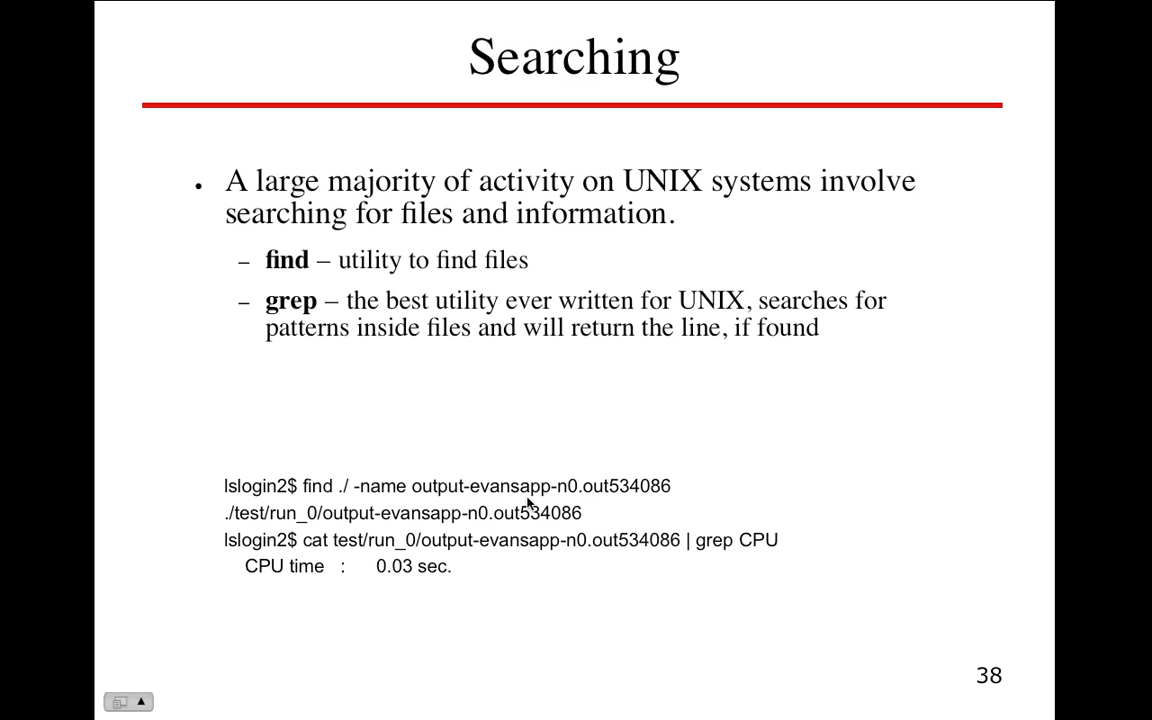 Searching
• A large majority of activity on UNIX systems involve
searching for files and information.
– find – utility to find files
– grep – the best utility ever written for UNIX, searches for
patterns inside files and will return the line, if found
lslogin2$ find ./ -name output-evansapp-n0.out534086
./test/run_0/output-evansapp-n0.out534086
lslogin2$ cat test/run_0/output-evansapp-n0.out534086 | grep CPU
CPU time : 0.03 sec.
38